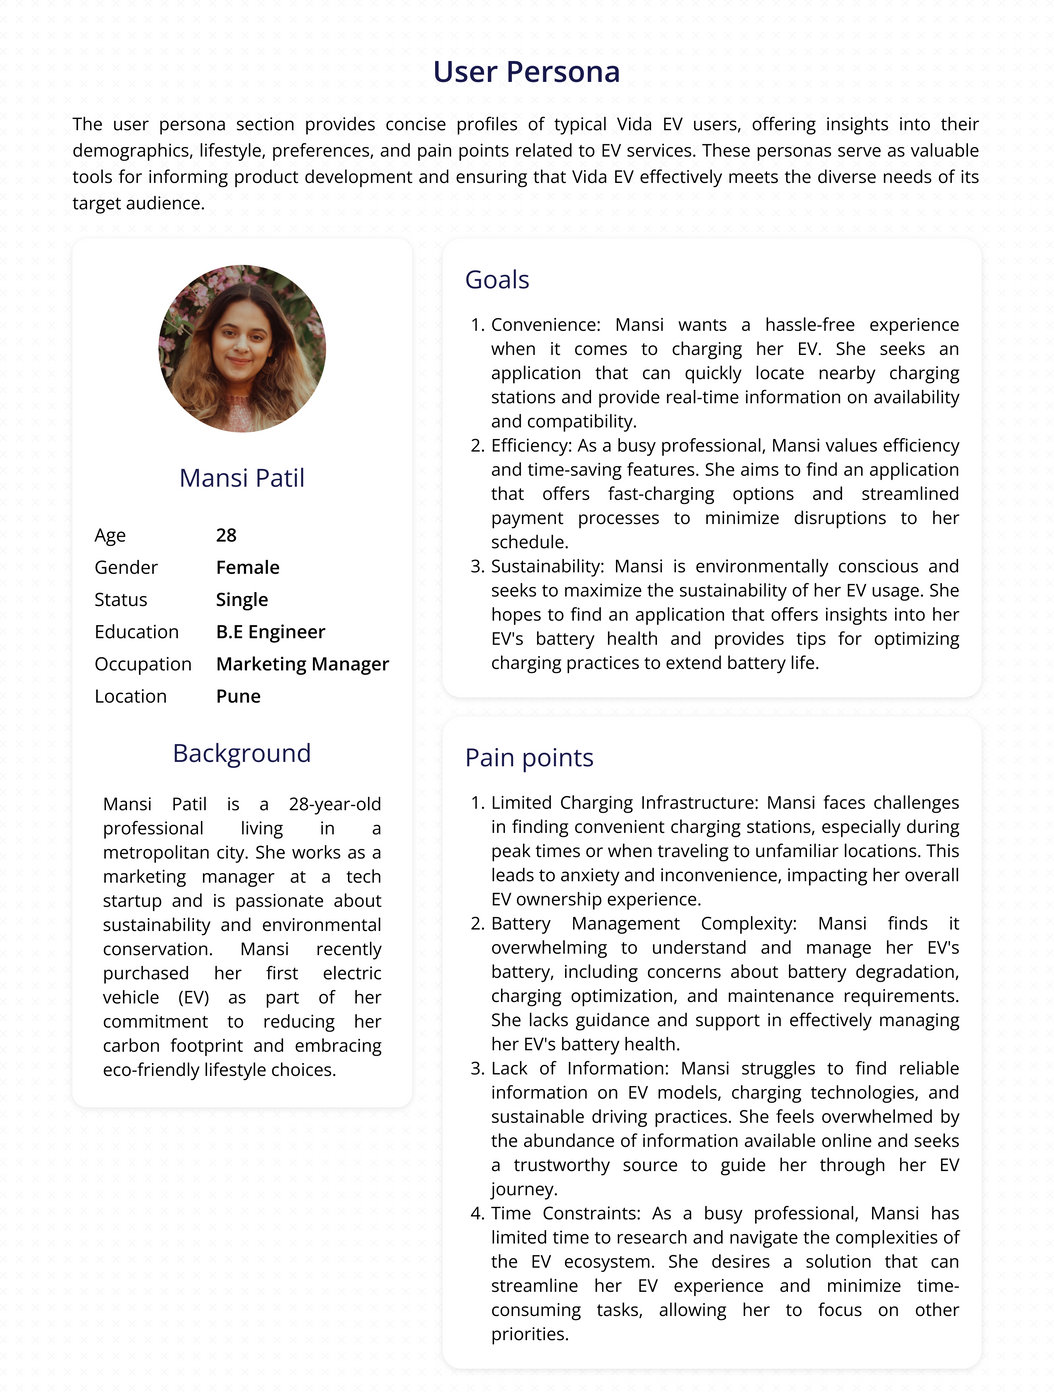 User Persona
The user persona section provides concise profiles of typical Vida EV users, offering insights into their
demographics, lifestyle, preferences, and pain points related to EV services. These personas serve as valuable
tools for informing product development and ensuring that Vida EV effectively meets the diverse needs of its
target audience.
Mansi Patil
Age 28
Gender Female
Status Single
Education B.E Engineer
Occupation Marketing Manager
Location Pune
Background
Mansi Patil is a 28-year-old
professional living in a
metropolitan city. She works as a
marketing manager at a tech
startup and is passionate about
sustainability and environmental
conservation. Mansi recently
purchased her first electric
vehicle (EV) as part of her
commitment to reducing her
carbon footprint and embracing
eco-friendly lifestyle choices.
Goals
1. Convenience: Mansi wants a hassle-free experience
when it comes to charging her EV. She seeks an
application that can quickly locate nearby charging
stations and provide real-time information on availability
and compatibility.
2. Efficiency: As a busy professional, Mansi values efficiency
and time-saving features. She aims to find an application
that offers fast-charging options and streamlined
payment processes to minimize disruptions to her
schedule.
3. Sustainability: Mansi is environmentally conscious and
seeks to maximize the sustainability of her EV usage. She
hopes to find an application that offers insights into her
EV's battery health and provides tips for optimizing
charging practices to extend battery life.
Pain points
1. Limited Charging Infrastructure: Mansi faces challenges
in finding convenient charging stations, especially during
peak times or when traveling to unfamiliar locations. This
leads to anxiety and inconvenience, impacting her overall
EV ownership experience.
2. Battery Management Complexity: Mansi finds it
overwhelming to understand and manage her EV's
battery, including concerns about battery degradation,
charging optimization, and maintenance requirements.
She lacks guidance and support in effectively managing
her EV's battery health.
3. Lack of Information: Mansi struggles to find reliable
information on EV models, charging technologies, and
sustainable driving practices. She feels overwhelmed by
the abundance of information available online and seeks
a trustworthy source to guide her through her EV
journey.
4. Time Constraints: As a busy professional, Mansi has
limited time to research and navigate the complexities of
the EV ecosystem. She desires a solution that can
streamline her EV experience and minimize time-
consuming tasks, allowing her to focus on other
priorities.